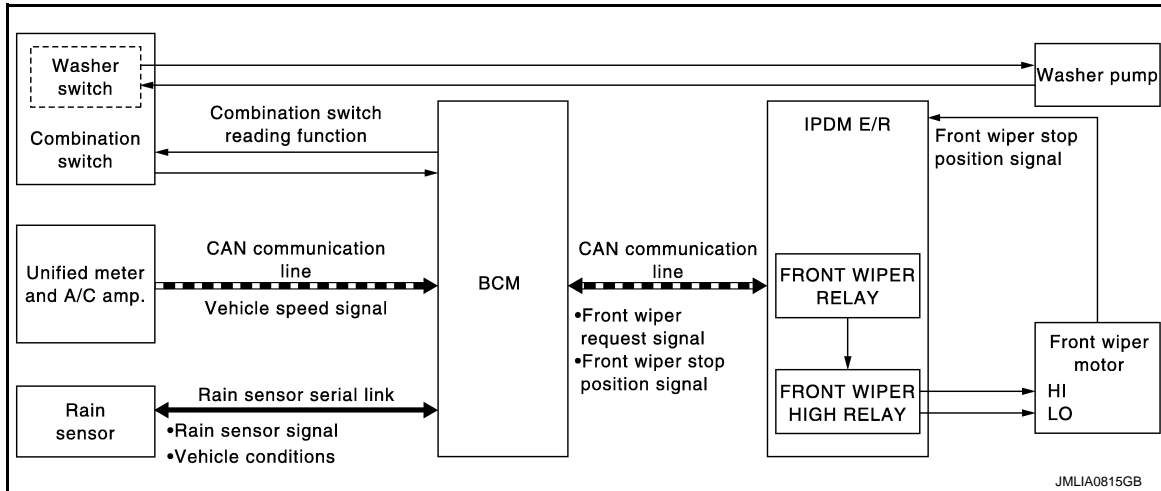 Washer
switch
Combination
switch
Combination switch
reading function
Washer pump
IPDM E/R
Front wiper stop
position signal
Unified meter
and A/C amp.
CAN communication
line
Vehicle speed signal
BCM
CAN communication
line
•Front wiper
request signal
•Front wiper stop
position signal
FRONT WIPER
RELAY
FRONT WIPER
HIGH RELAY
Front wiper
motor
HI
LO
Rain
sensor
Rain sensor serial link
•Rain sensor signal
•Vehicle conditions
JMLIA0815GB